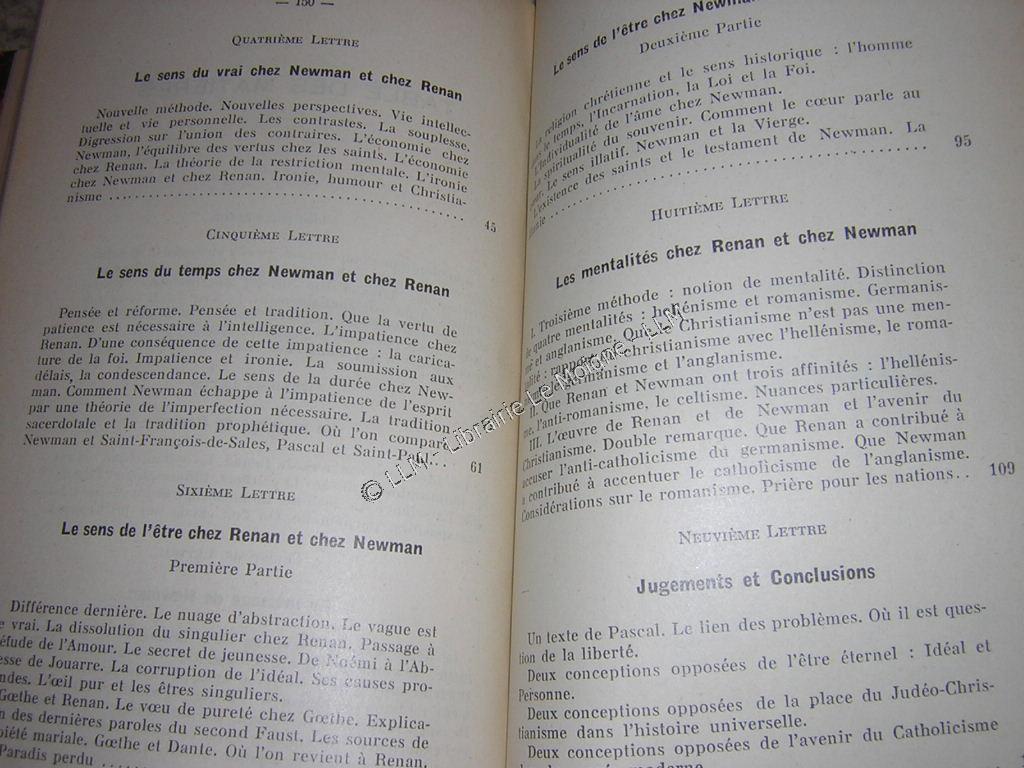 — 150 —
QUATRIÈME LETTRE
Le sens du vrai chez Newman et chez Renan
Nouvelle méthode. Nouvelles perspectives. Vie intellec-
tuelle et vie personnelle. Les contrastes. La souplesse.
Digression sur l'union des contraires. L'économie chez
Newman, l'équilibre des vertus chez les saints. L'économie
chez Renan. La théorie de la restriction mentale. L'ironie
chez Newman et chez Renan. Ironie, humour et Christia-
nisme ........ 45
CINQUIÈME LETTRE
Le sens du temps chez Newman et chez Renan
Pensée et réforme. Pensée et tradition. Que la vertu de
patience est nécessaire à l'intelligence. L'impatience chez
Renan. D'une conséquence de cette impatience : la carica-
ture de la foi. Impatience et ironie. La soumission aux
délais, la condescendance. Le sens de la durée chez New-
man. Comment Newman échappe à l'impatience de l'esprit
par une théorie de l'imperfection nécessaire. La tradition
sacerdotale et la tradition prophétique. Où l'on compare
Newman et Saint-François-de-Sales, Pascal et Saint-Paul... 61
SIXIÈME LETTRE
Le sens de l'être chez Renan et chez Newman
Première Partie
Différence dernière. Le nuage d'abstraction. Le vague est
le vrai. La dissolution du singulier chez Renan. Passage à
l'étude de l'Amour. Le secret de jeunesse. De Noémi à l'Ab-
esse de Jouarre. La corruption de l'idéal. Ses causes pro-
ondes. L'œil pur et les êtres singuliers.
Gœthe et Renan. Le vœu de pureté chez Gœthe. Explica-
on des dernières paroles du second Faust. Les sources de
piété mariale. Gœthe et Dante. Où l'on revient à Renan.
Paradis perdu ........
Le sens de l'être chez Newman
Deuxième Partie
La religion chrétienne et le sens historique : l'homme
le temps, l'Incarnation, la Loi et la Foi.
L'individualité de l'âme chez Newman.
La spiritualité du souvenir. Comment le cœur parle au
cœur. Le sens illatif. Newman et la Vierge.
L'existence des saints et le testament de Newman. La
........ 95
HUITIÈME LETTRE
Les mentalités chez Renan et chez Newman
I. Troisième méthode : notion de mentalité. Distinction
de quatre mentalités : hellénisme et romanisme. Germanis-
me et anglanisme. Que le Christianisme n'est pas une men-
talité : rapports du christianisme avec l'hellénisme, le roma-
le germanisme et l'anglanisme.
II. Que Renan et Newman ont trois affinités : l'hellénis-
me, l'anti-romanisme, le celtisme. Nuances particulières.
III. L'œuvre de Renan et de Newman et l'avenir du
Christianisme. Double remarque. Que Renan a contribué à
accuser l'anti-catholicisme du germanisme. Que Newman
a contribué à accentuer le catholicisme de l'anglanisme.
Considérations sur le romanisme. Prière pour les nations.. 109
NEUVIÈME LETTRE
Jugements et Conclusions
Un texte de Pascal. Le lien des problèmes. Où il est ques-
tion de la liberté.
Deux conceptions opposées de l'être éternel : Idéal et
Personne.
Deux conceptions opposées de la place du Judéo-Chris-
tianisme dans l'histoire universelle.
Deux conceptions opposées de l'avenir du Catholicisme
© LLM - Librairie Le Moine - LLM